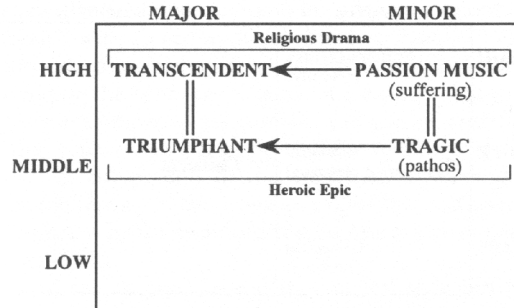 MAJOR MINOR
Religious Drama
HIGH TRANSCENDENT PASSION MUSIC
(suffering)
TRIUMPHANT TRAGIC
MIDDLE (pathos)
Heroic Epic
LOW